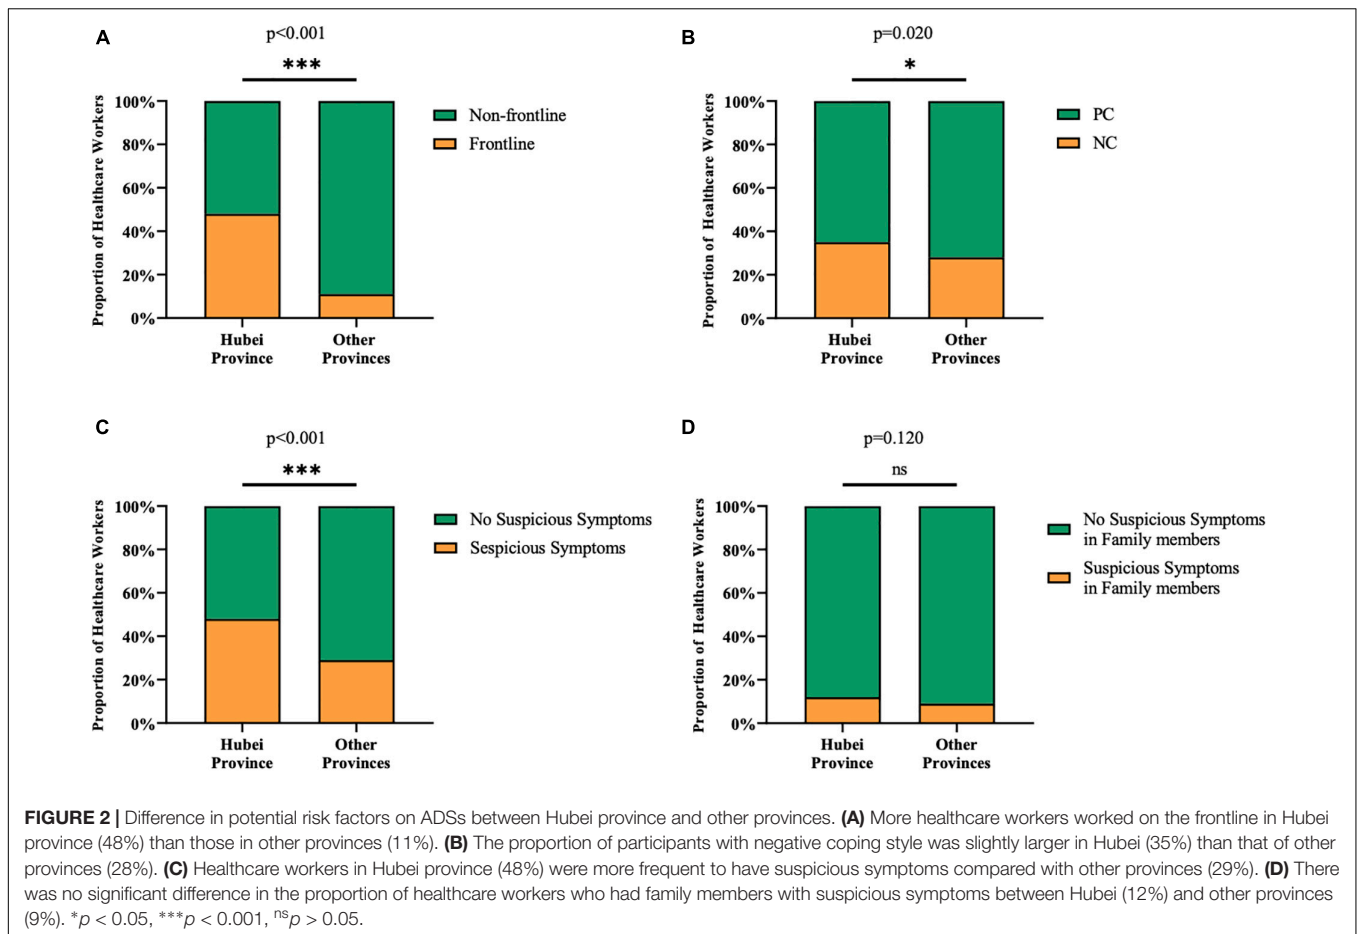 A
p<0.001
***
100%
80%
60%
40%
20%
0%
Proportion of Healthcare Workers
Hubei
Province
Other
Provinces
Non-frontline
Frontline
B
p=0.020
*
100%
80%
60%
40%
20%
0%
Proportion of Healthcare Workers
Hubei
Province
Other
Provinces
PC
NC
C
p<0.001
***
100%
80%
60%
40%
20%
0%
Proportion of Healthcare Workers
Hubei
Province
Other
Provinces
No Suspicious Symptoms
Sespicious Symptoms
D
p=0.120
ns
100%
80%
60%
40%
20%
0%
Proportion of Healthcare Workers
Hubei
Province
Other
Provinces
No Suspicious Symptoms
in Family members
Suspicious Symptoms
in Family members
FIGURE 2 | Difference in potential risk factors on ADSs between Hubei province and other provinces. (A) More healthcare workers worked on the frontline in Hubei
province (48%) than those in other provinces (11%). (B) The proportion of participants with negative coping style was slightly larger in Hubei (35%) than that of other
provinces (28%). (C) Healthcare workers in Hubei province (48%) were more frequent to have suspicious symptoms compared with other provinces (29%). (D) There
was no significant difference in the proportion of healthcare workers who had family members with suspicious symptoms between Hubei (12%) and other provinces
(9%). *p < 0.05, ***p < 0.001, nsp > 0.05.